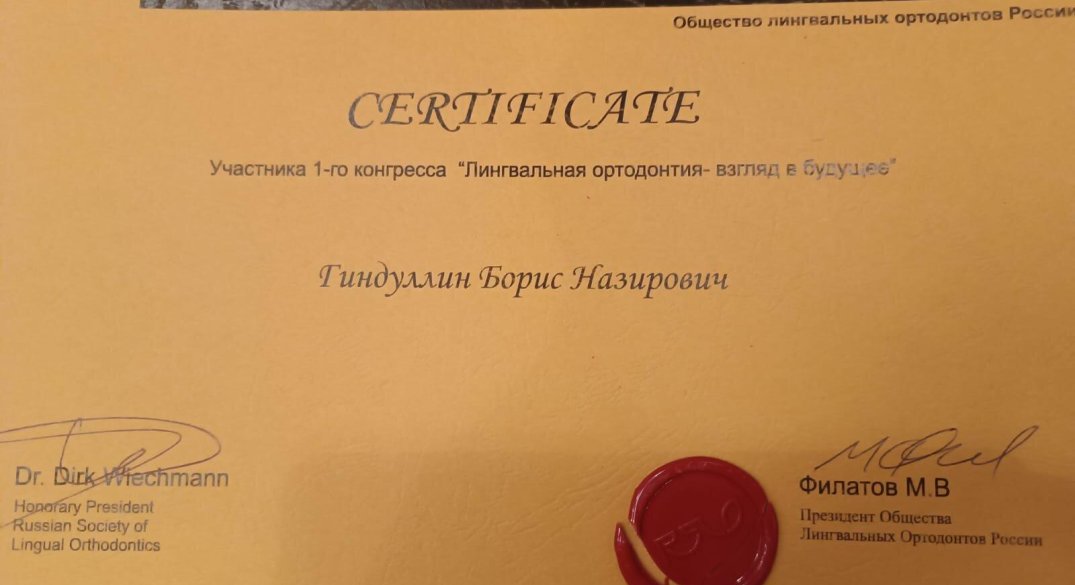 Общество лингвальных ортодонтов России
CERTIFICATE
Участника 1-го конгресса "Лингвальная ортодонтия- взгляд в будущее"
Гиндуллин Борис Назирович
Dr. Dirk Wiechmann
Honorary President
Russian Society of
Lingual Orthodontics
Филатов М.В
Президент Общества
Лингвальных Ортодонтов России